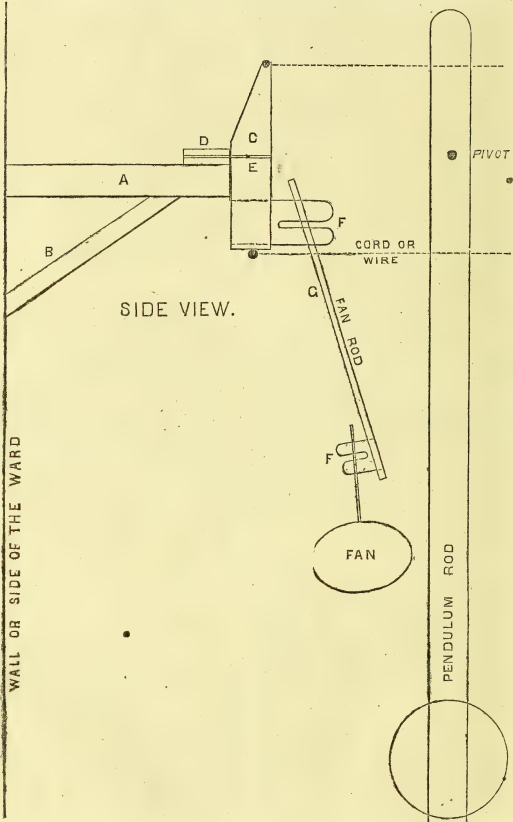 D
C
E
PIVOT
A
F
B
CORD OR
WIRE
G
SIDE VIEW.
FAN ROD
F
FAN
WALL OR SIDE OF THE WARD
PENDULUM ROD